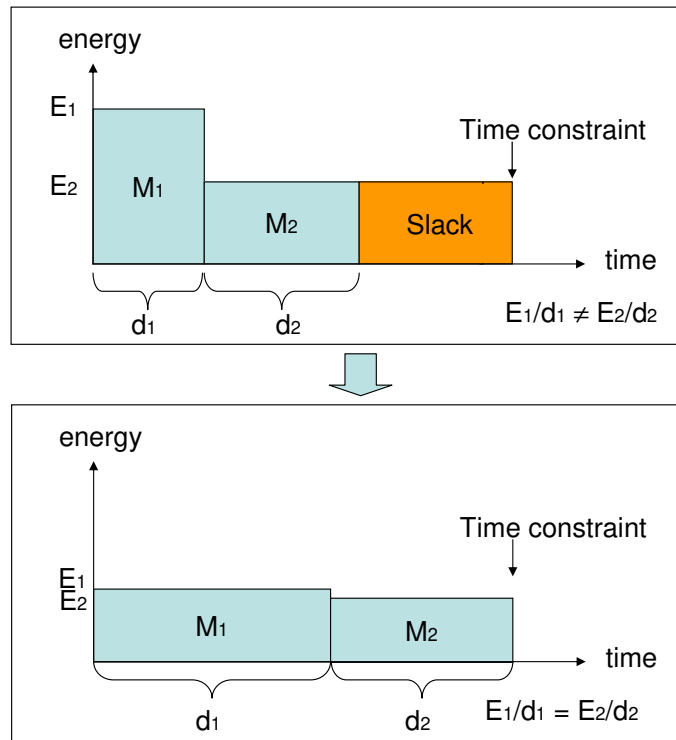 energy
E1
Time constraint
E2
M1
M2
Slack
time
d1
d2
E1/d1 ≠ E2/d2
energy
Time constraint
E1
E2
M1
M2
time
d1
d2
E1/d1 = E2/d2